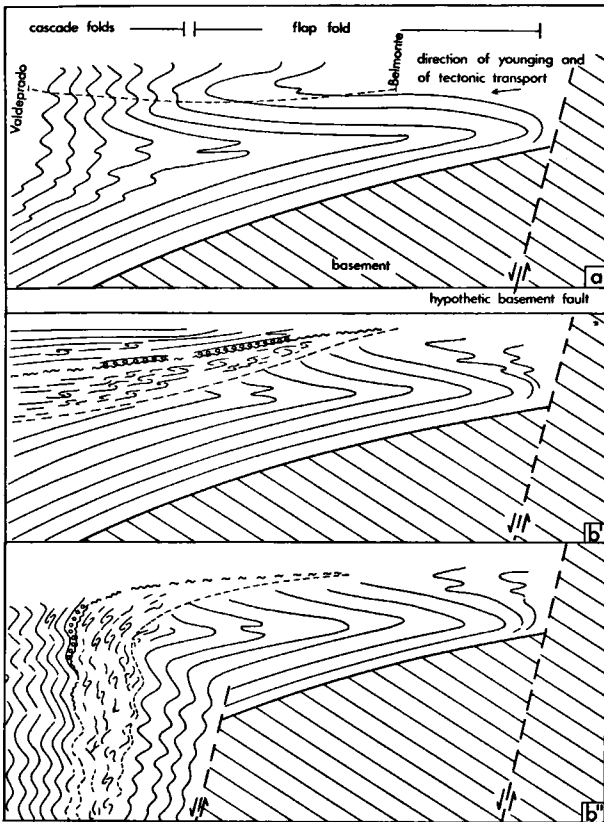 cascade folds
flap fold
Valdeprado
Belmonte
direction of younging and
of tectonic transport
basement
a
hypothetic basement fault
b'
b"